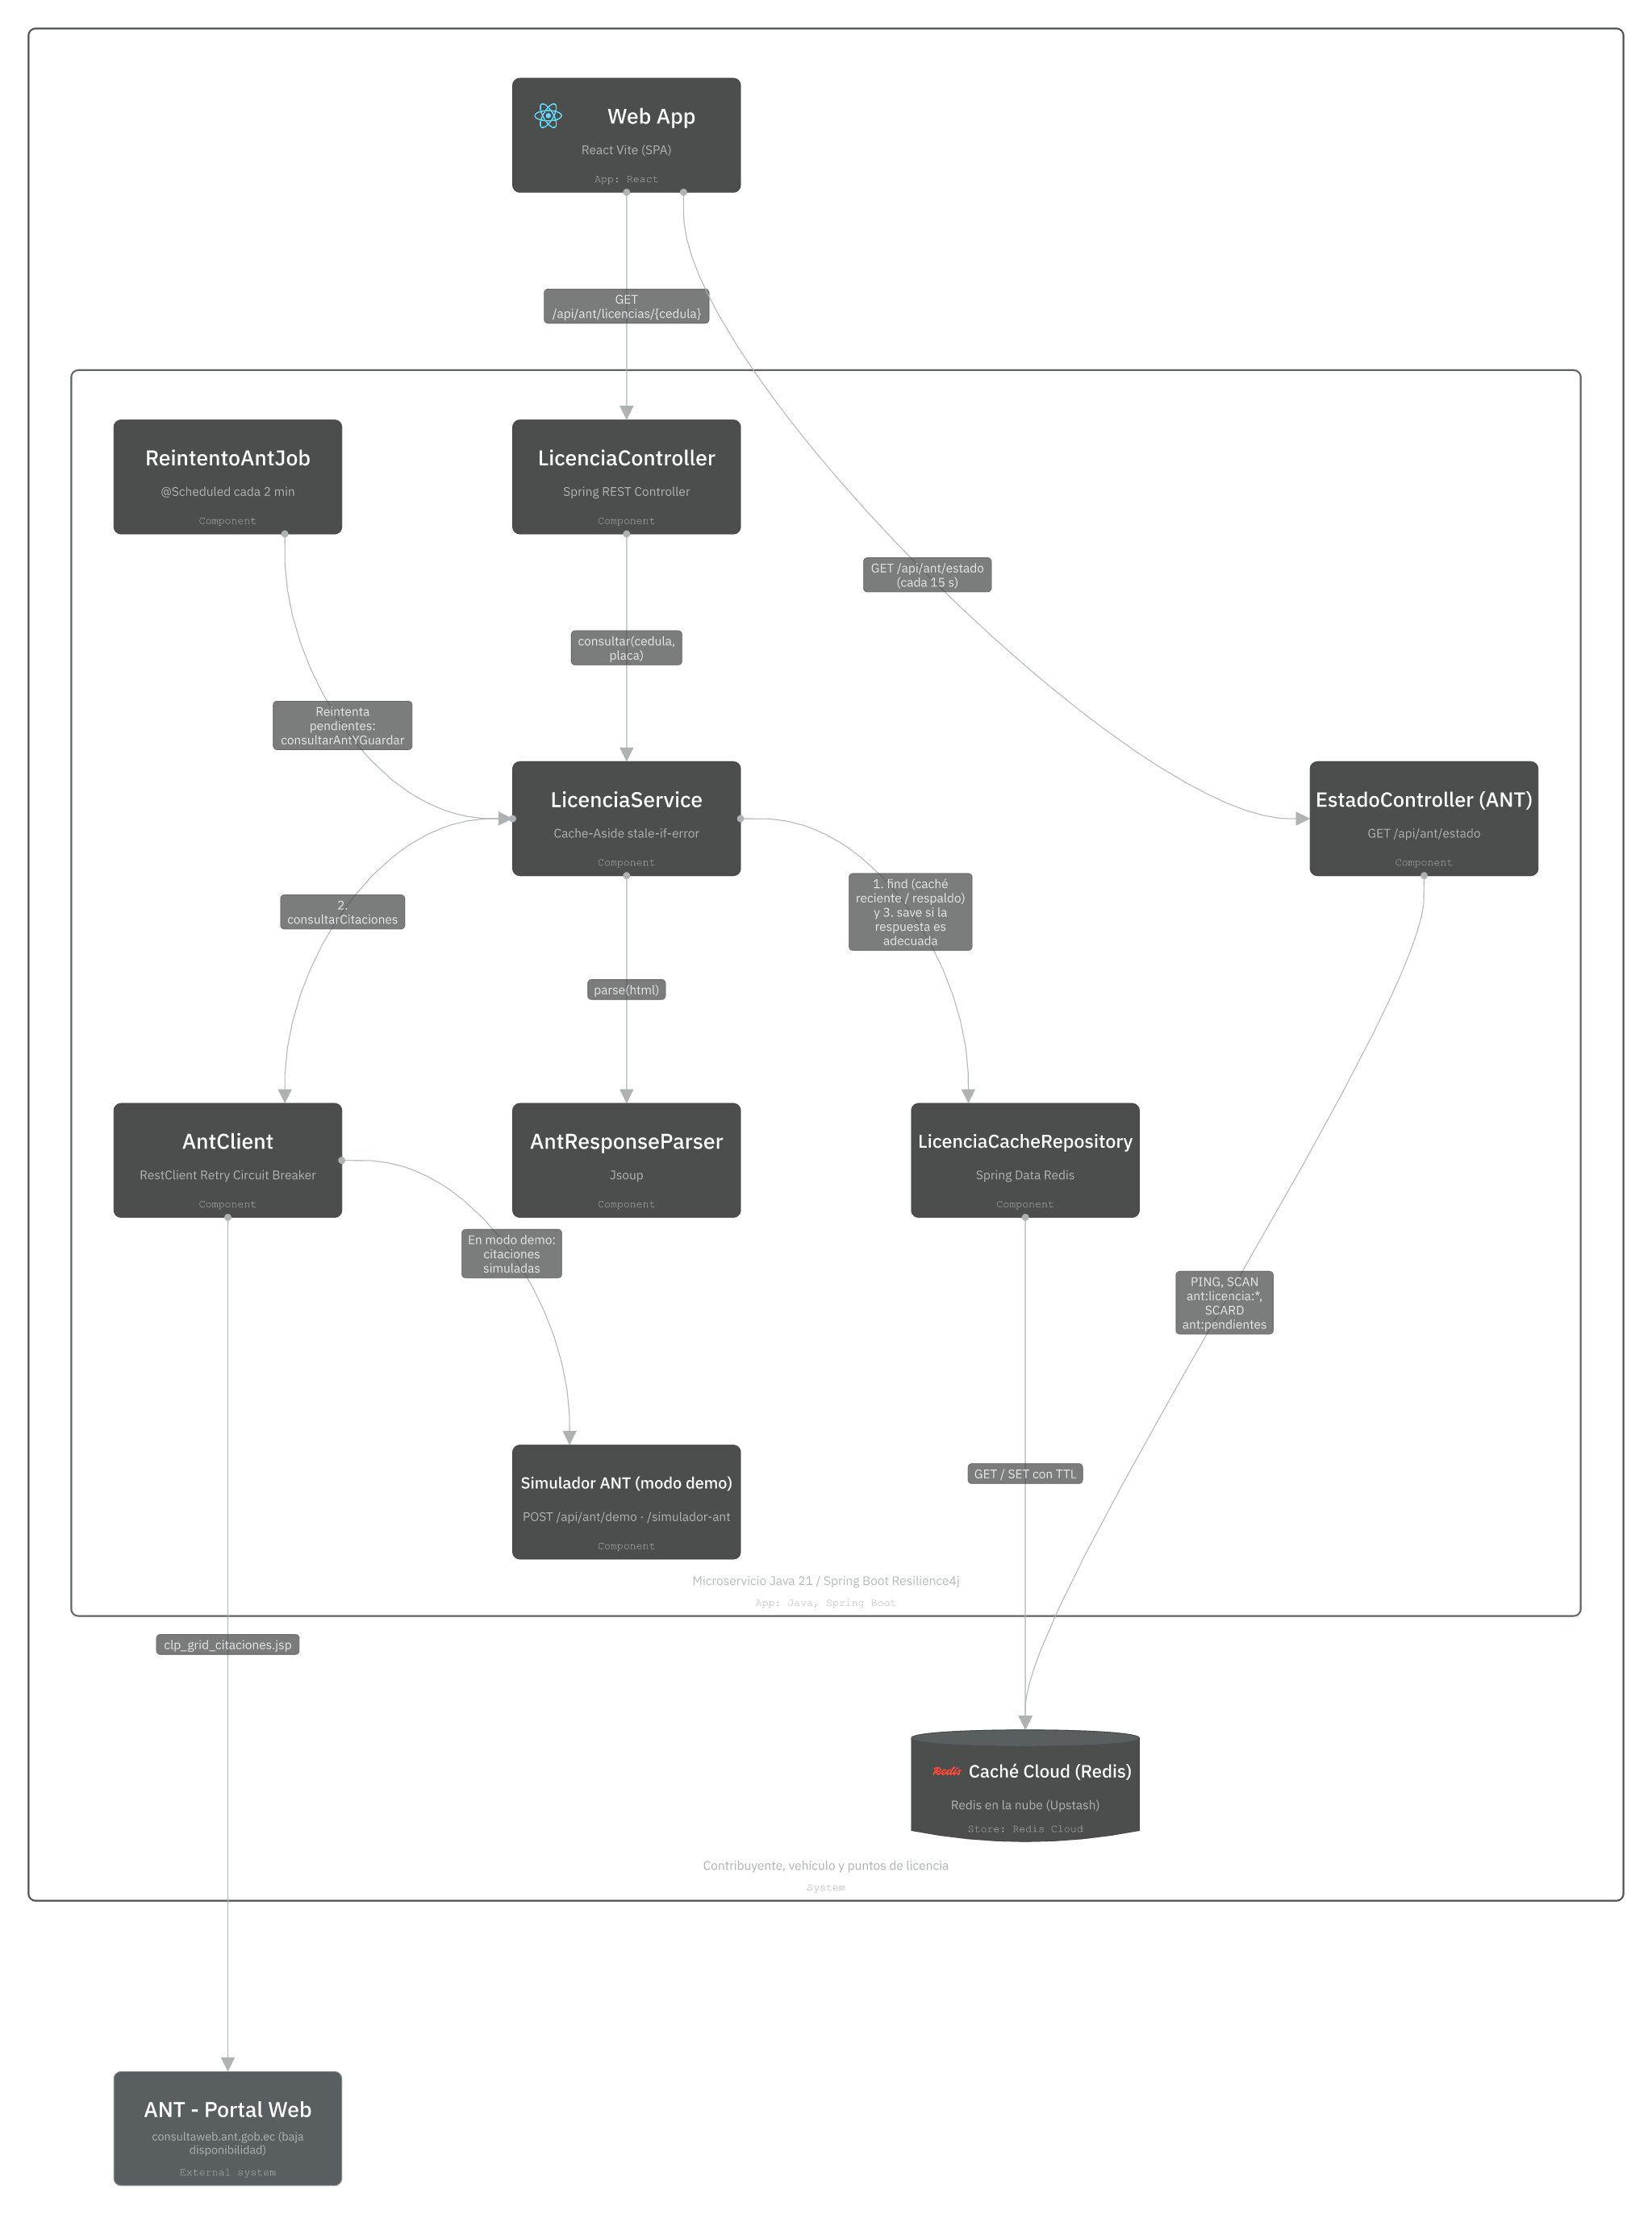 Web App
React Vite (SPA)
App: React
GET
/api/ant/licencias/{cedula}
ReintentoAntJob
@Scheduled cada 2 min
Component
LicenciaController
Spring REST Controller
Component
GET /api/ant/estado
(cada 15 s)
consultar(cedula,
placa)
Reintenta
pendientes:
consultarAntYGuardar
LicenciaService
Cache-Aside stale-if-error
Component
EstadoController (ANT)
GET /api/ant/estado
Component
2.
consultarCitaciones
1. find (caché
reciente / respaldo)
y 3. save si la
respuesta es
adecuada
parse(html)
AntClient
RestClient Retry Circuit Breaker
Component
AntResponseParser
Jsoup
Component
LicenciaCacheRepository
Spring Data Redis
Component
En modo demo:
citaciones
simuladas
PING, SCAN
ant:licencia:*,
SCARD
ant:pendientes
GET / SET con TTL
Simulador ANT (modo demo)
POST /api/ant/demo · /simulador-ant
Component
Microservicio Java 21 / Spring Boot Resilience4j
App: Java, Spring Boot
clp_grid_citaciones.jsp
redis
Caché Cloud (Redis)
Redis en la nube (Upstash)
Store: Redis Cloud
Contribuyente, vehículo y puntos de licencia
System
ANT - Portal Web
consultaweb.ant.gob.ec (baja
disponibilidad)
External system